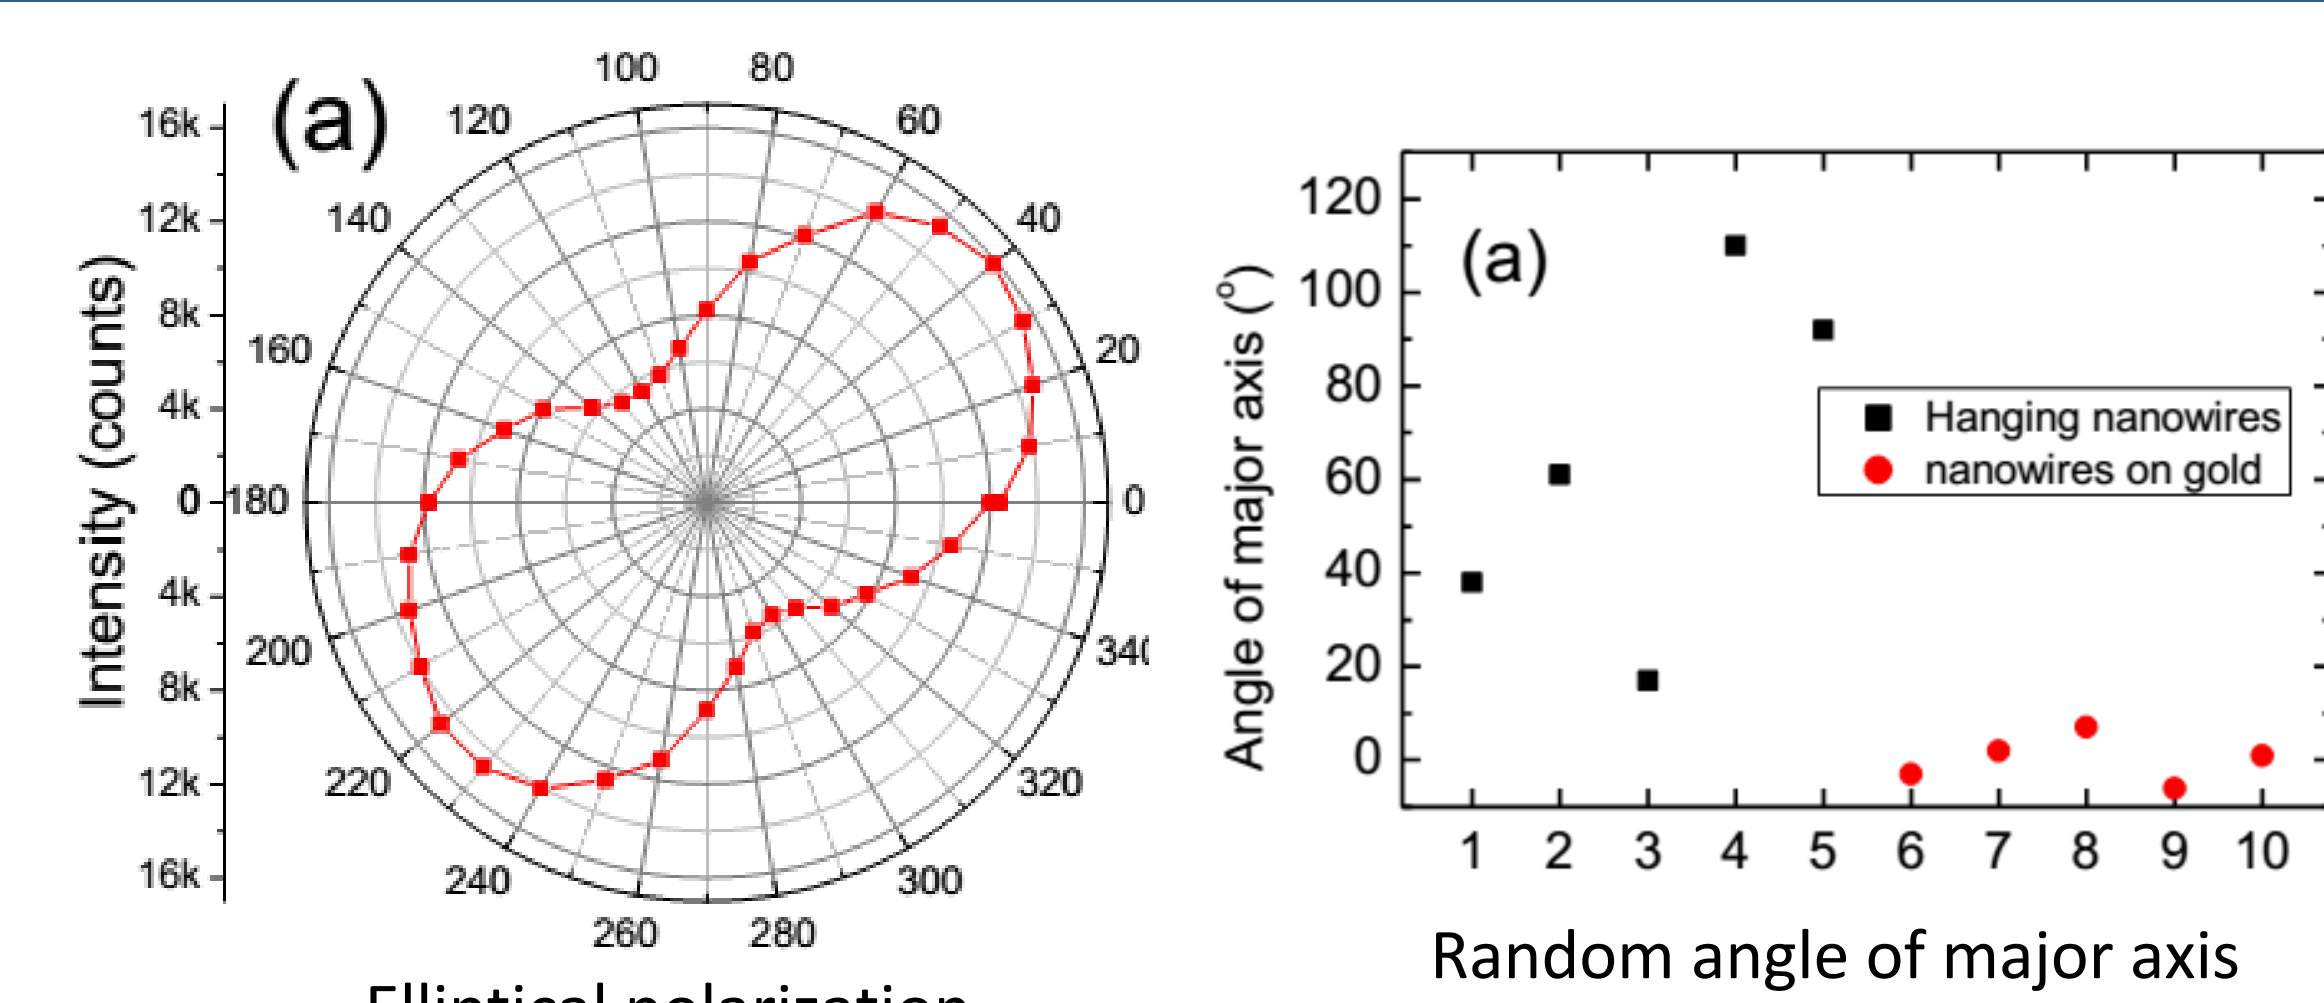 (a)
Intensity (counts)
16k
12k
8k
4k
0
4k
8k
12k
16k
0
20
40
60
80
100
120
140
160
180
200
220
240
260
280
300
320
340
Elliptical polarization
(a)
Angle of major axis (°)
120
100
80
60
40
20
0
Hanging nanowires
nanowires on gold
1 2 3 4 5 6 7 8 9 10
Random angle of major axis